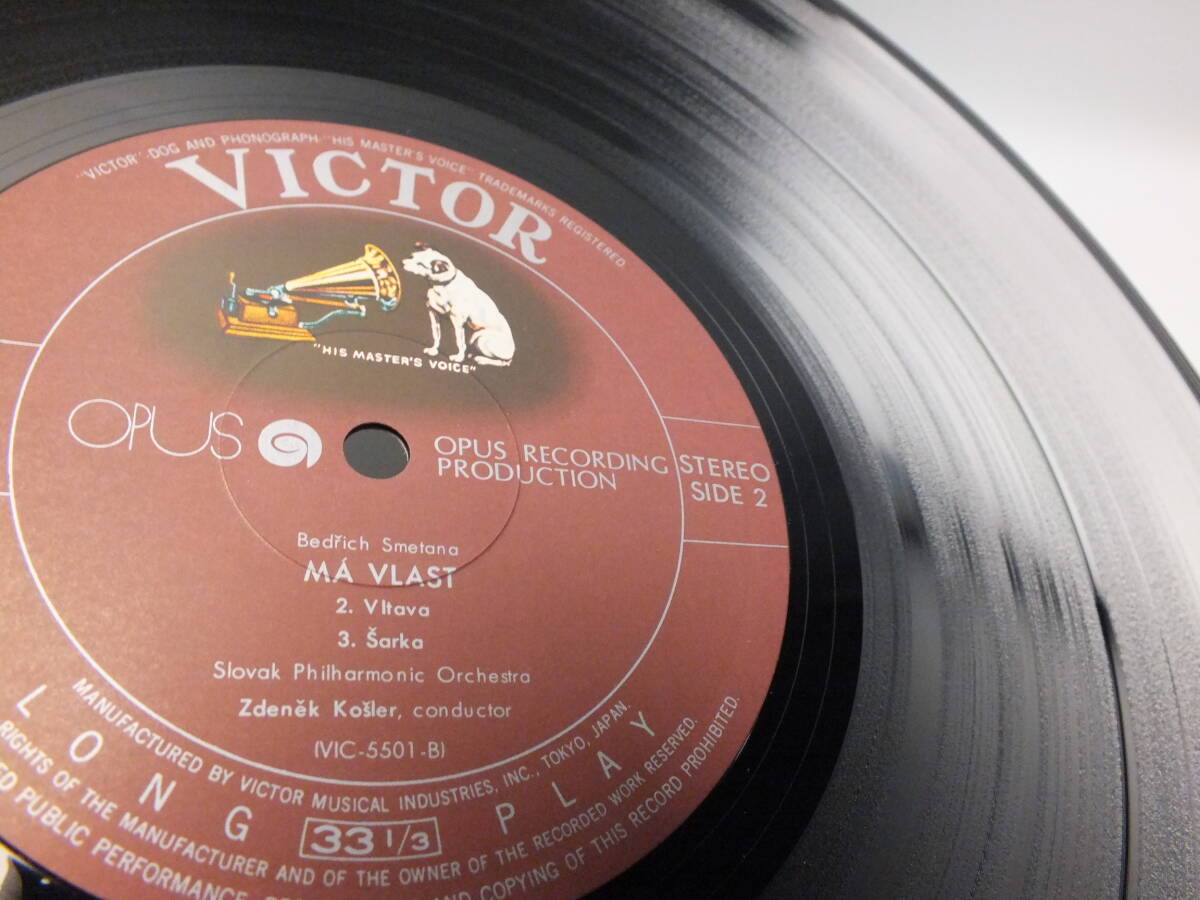 "VICTOR" · DOG AND PHONOGRAPH · "HIS MASTER'S VOICE" TRADEMARKS REGISTERED.
VICTOR
"HIS MASTER'S VOICE"
OPUS
OPUS RECORDING
PRODUCTION
STEREO
SIDE 2
Bedřich Smetana
MÁ VLAST
2. Vltava
3. Šarka
Slovak Philharmonic Orchestra
Zdeněk Košler, conductor
(VIC-5501-B)
MANUFACTURED BY VICTOR MUSICAL INDUSTRIES, INC., TOKYO, JAPAN.
LONG PLAY
33 1/3
RIGHTS OF THE MANUFACTURER AND OF THE OWNER OF THE RECORDED WORK RESERVED.
PUBLIC PERFORMANCE, AND COPYING OF THIS RECORD PROHIBITED.